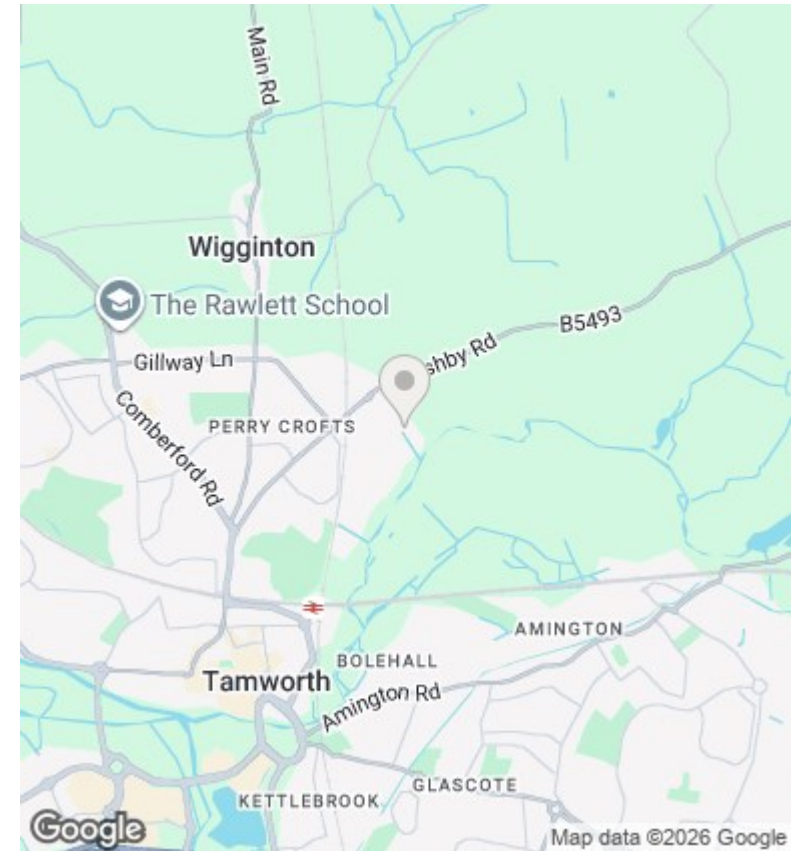 Main Rd
Wigginton
The Rawlett School
B5493
shby Rd
Gillway Ln
PERRY CROFTS
Comberford Rd
AMINGTON
BOLEHALL
Tamworth
Amington Rd
GLASCOTE
KETTLEBROOK
Google
Map data ©2026 Google